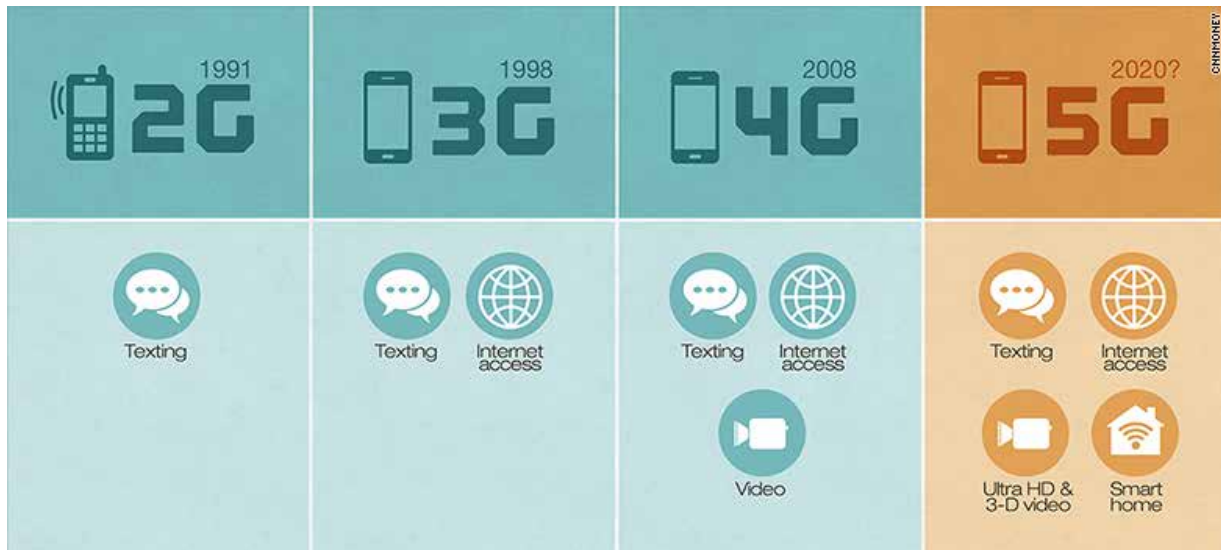 1991
2G
1998
3G
2008
4G
2020?
5G
CNNMONEY
Texting
Texting
Internet
access
Texting
Internet
access
Video
Texting
Internet
access
Ultra HD &
3-D video
Smart
home